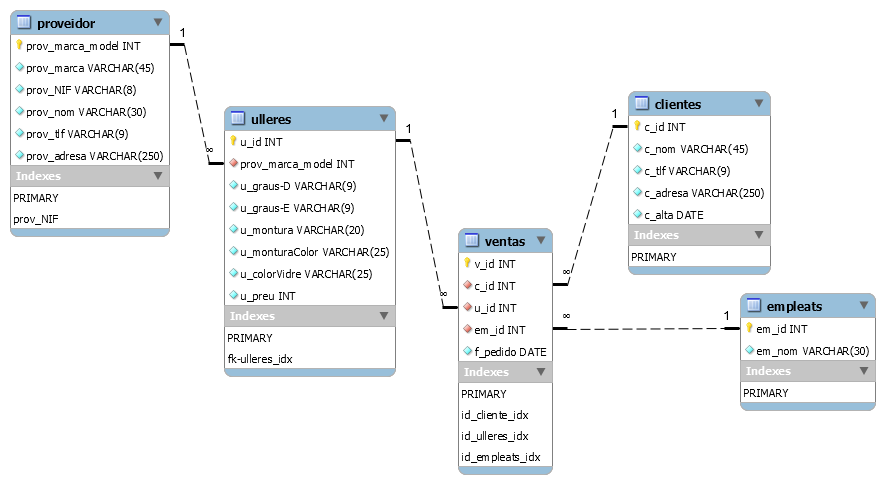 proveidor
prov_marca_model INT
prov_marca VARCHAR(45)
prov_NIF VARCHAR(8)
prov_nom VARCHAR(30)
prov_tlf VARCHAR(9)
prov_adresa VARCHAR(250)
Indexes
PRIMARY
prov_NIF
1
∞
ulleres
u_id INT
prov_marca_model INT
u_graus-D VARCHAR(9)
u_graus-E VARCHAR(9)
u_montura VARCHAR(20)
u_monturaColor VARCHAR(25)
u_colorVidre VARCHAR(25)
u_preu INT
Indexes
PRIMARY
fk-ulleres_idx
1
∞
ventas
v_id INT
c_id INT
u_id INT
em_id INT
f_pedido DATE
Indexes
PRIMARY
id_cliente_idx
id_ulleres_idx
id_empleats_idx
∞
1
clientes
c_id INT
c_nom VARCHAR(45)
c_tlf VARCHAR(9)
c_adresa VARCHAR(250)
c_alta DATE
Indexes
PRIMARY
∞
1
empleats
em_id INT
em_nom VARCHAR(30)
Indexes
PRIMARY